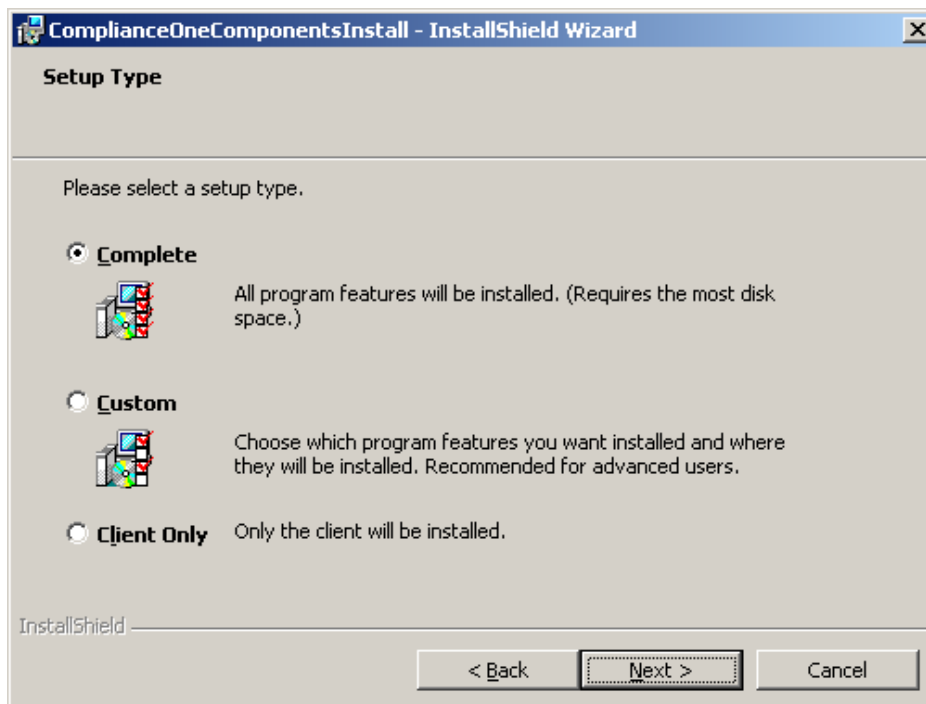 ComplianceOneComponentsInstall - InstallShield Wizard
Setup Type
Please select a setup type.
Complete
All program features will be installed. (Requires the most disk
space.)
Custom
Choose which program features you want installed and where
they will be installed. Recommended for advanced users.
Client Only Only the client will be installed.
InstallShield
< Back Next > Cancel